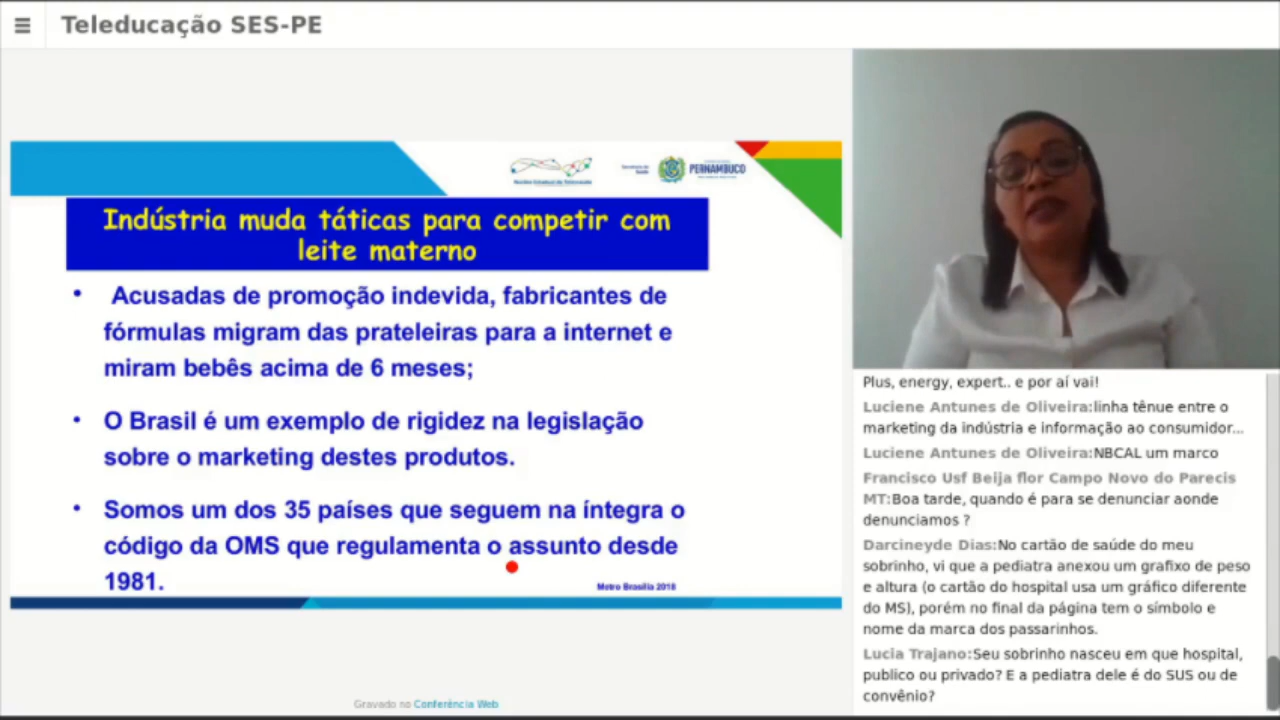 Teleducação SES-PE
Núcleo Estadual de Telessaúde
Secretaria de
Saúde
PERNAMBUCO
Indústria muda táticas para competir com
leite materno
• Acusadas de promoção indevida, fabricantes de
fórmulas migram das prateleiras para a internet e
miram bebês acima de 6 meses;
• O Brasil é um exemplo de rigidez na legislação
sobre o marketing destes produtos.
• Somos um dos 35 países que seguem na íntegra o
código da OMS que regulamenta o assunto desde
1981.
Metro Brasília 2018
Gravado no Conferência Web
Plus, energy, expert.. e por aí vai!
Luciene Antunes de Oliveira:linha tênue entre o
marketing da indústria e informação ao consumidor...
Luciene Antunes de Oliveira:NBCAL um marco
Francisco Usf Beija flor Campo Novo do Parecis
MT:Boa tarde, quando é para se denunciar aonde
denunciamos ?
Darcineyde Dias:No cartão de saúde do meu
sobrinho, vi que a pediatra anexou um grafixo de peso
e altura (o cartão do hospital usa um gráfico diferente
do MS), porém no final da página tem o símbolo e
nome da marca dos passarinhos.
Lucia Trajano:Seu sobrinho nasceu em que hospital,
publico ou privado? E a pediatra dele é do SUS ou de
convênio?